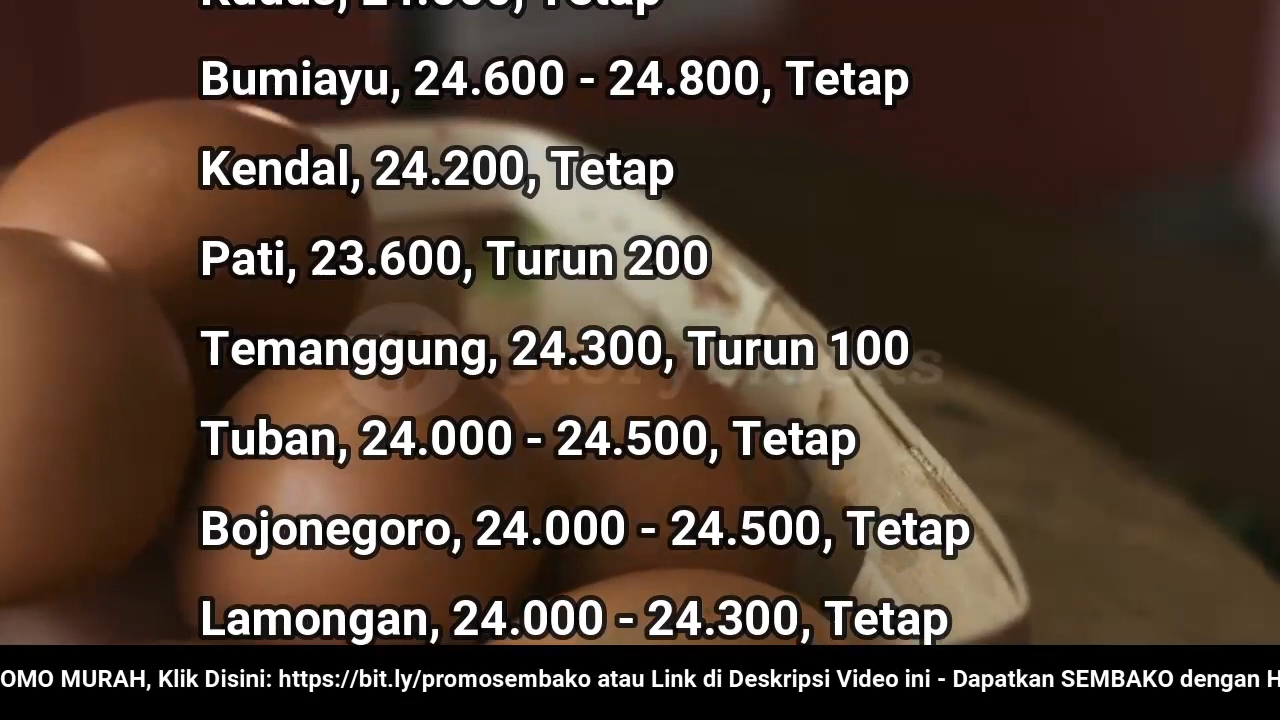 Bumiayu, 24.600 - 24.800, Tetap
Kendal, 24.200, Tetap
Pati, 23.600, Turun 200
Temanggung, 24.300, Turun 100
Tuban, 24.000 - 24.500, Tetap
Bojonegoro, 24.000 - 24.500, Tetap
Lamongan, 24.000 - 24.300, Tetap
OMO MURAH, Klik Disini: https://bit.ly/promosembako atau Link di Deskripsi Video ini - Dapatkan SEMBAKO dengan H